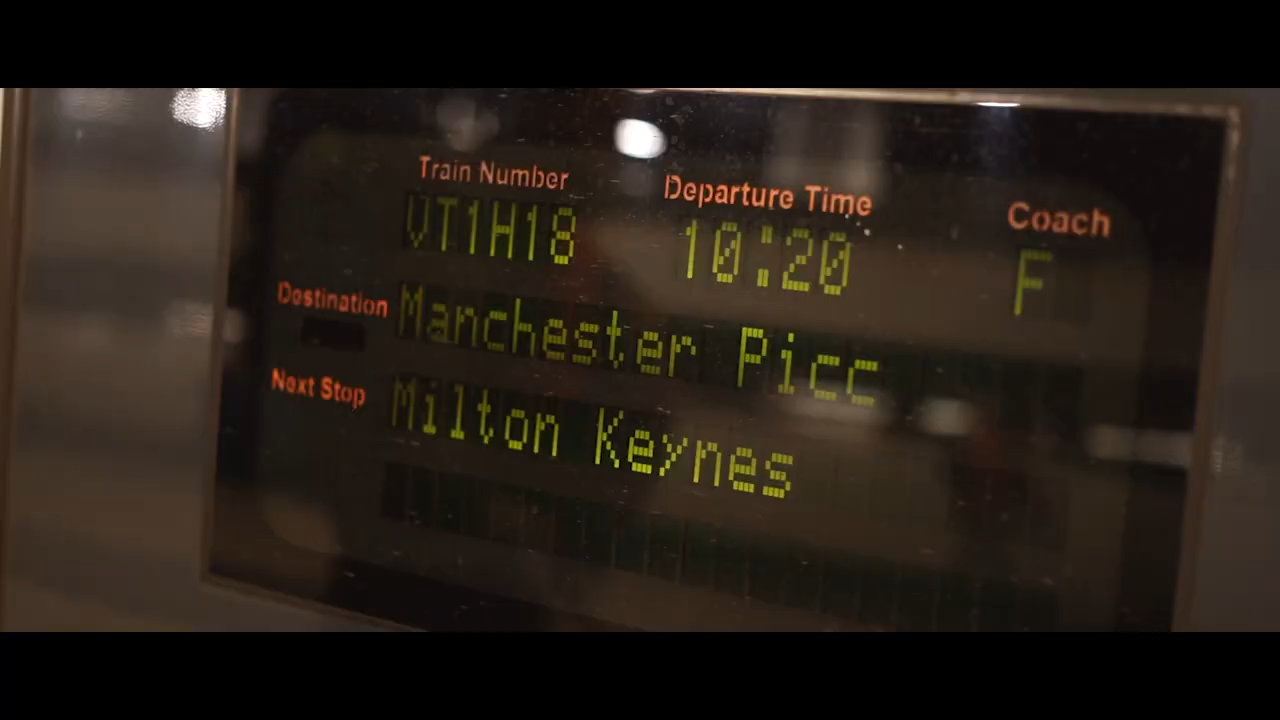 Train Number Departure Time Coach
VT1H18 10:20 F
Destination Manchester Picc
Next Stop Milton Keynes